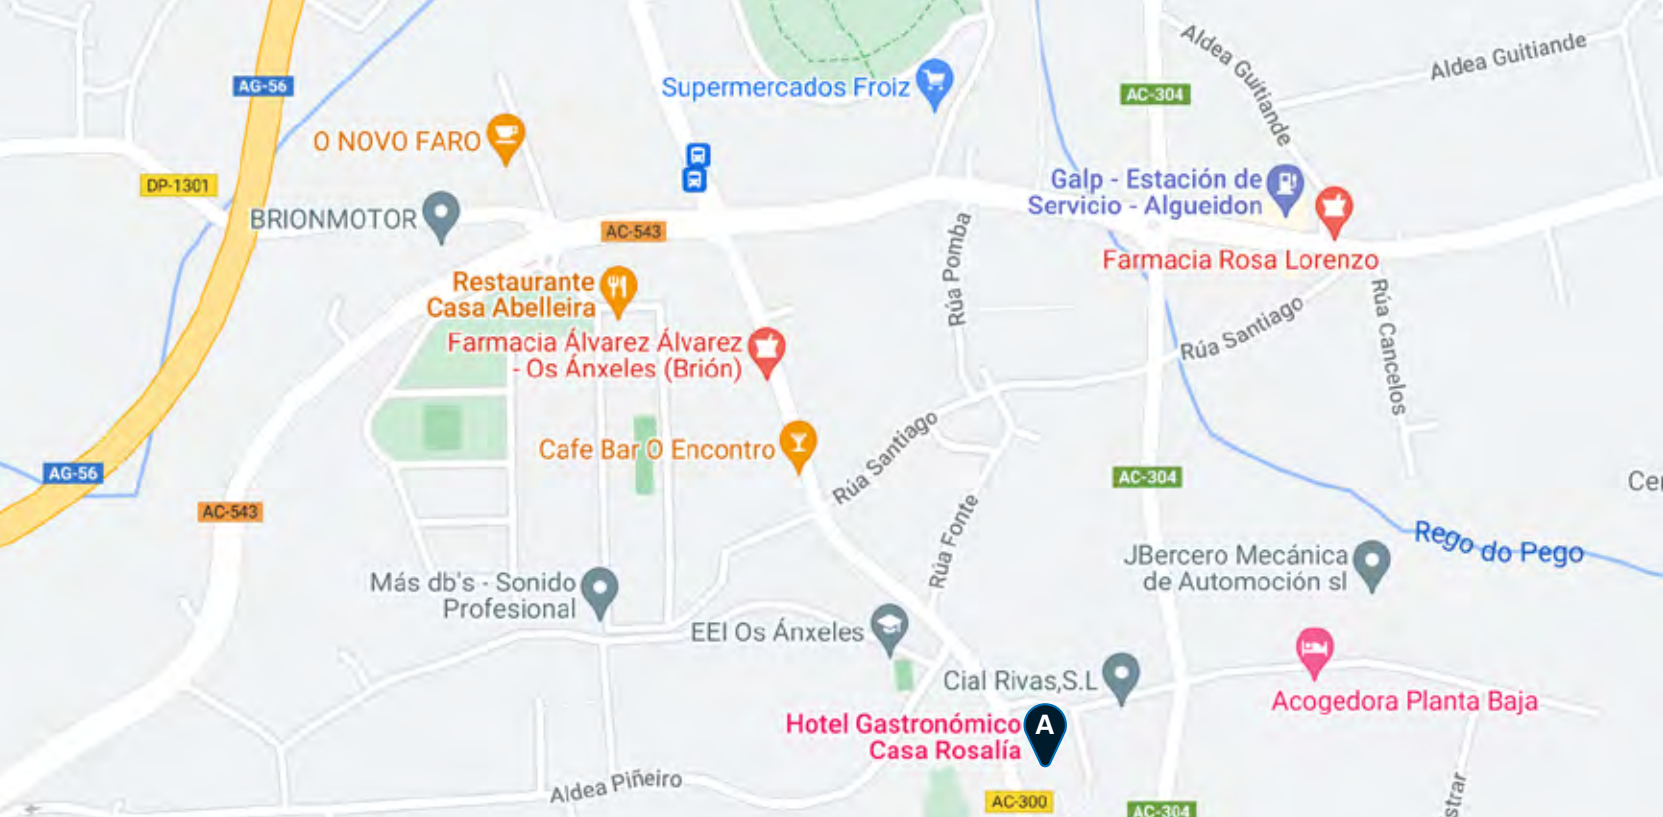 Aldea Guitiande
Aldea Guitiande
AG-56
Supermercados Froiz
AC-304
O NOVO FARO
DP-1301
Galp - Estación de
Servicio - Algueidon
BRIONMOTOR
AC-543
Rúa Pomba
Farmacia Rosa Lorenzo
Restaurante
Casa Abelleira
Rúa Santiago
Rúa Cancelos
Farmacia Álvarez Álvarez
- Os Ánxeles (Brión)
Cafe Bar O Encontro
Rúa Santiago
AG-56
AC-304
AC-543
Rúa Fonte
Rego do Pego
JBercero Mecánica
de Automoción sl
Más db's - Sonido
Profesional
EEI Os Ánxeles
Cial Rivas,S.L
Acogedora Planta Baja
Hotel Gastronómico
Casa Rosalía
A
Aldea Piñeiro
AC-300
AC-304